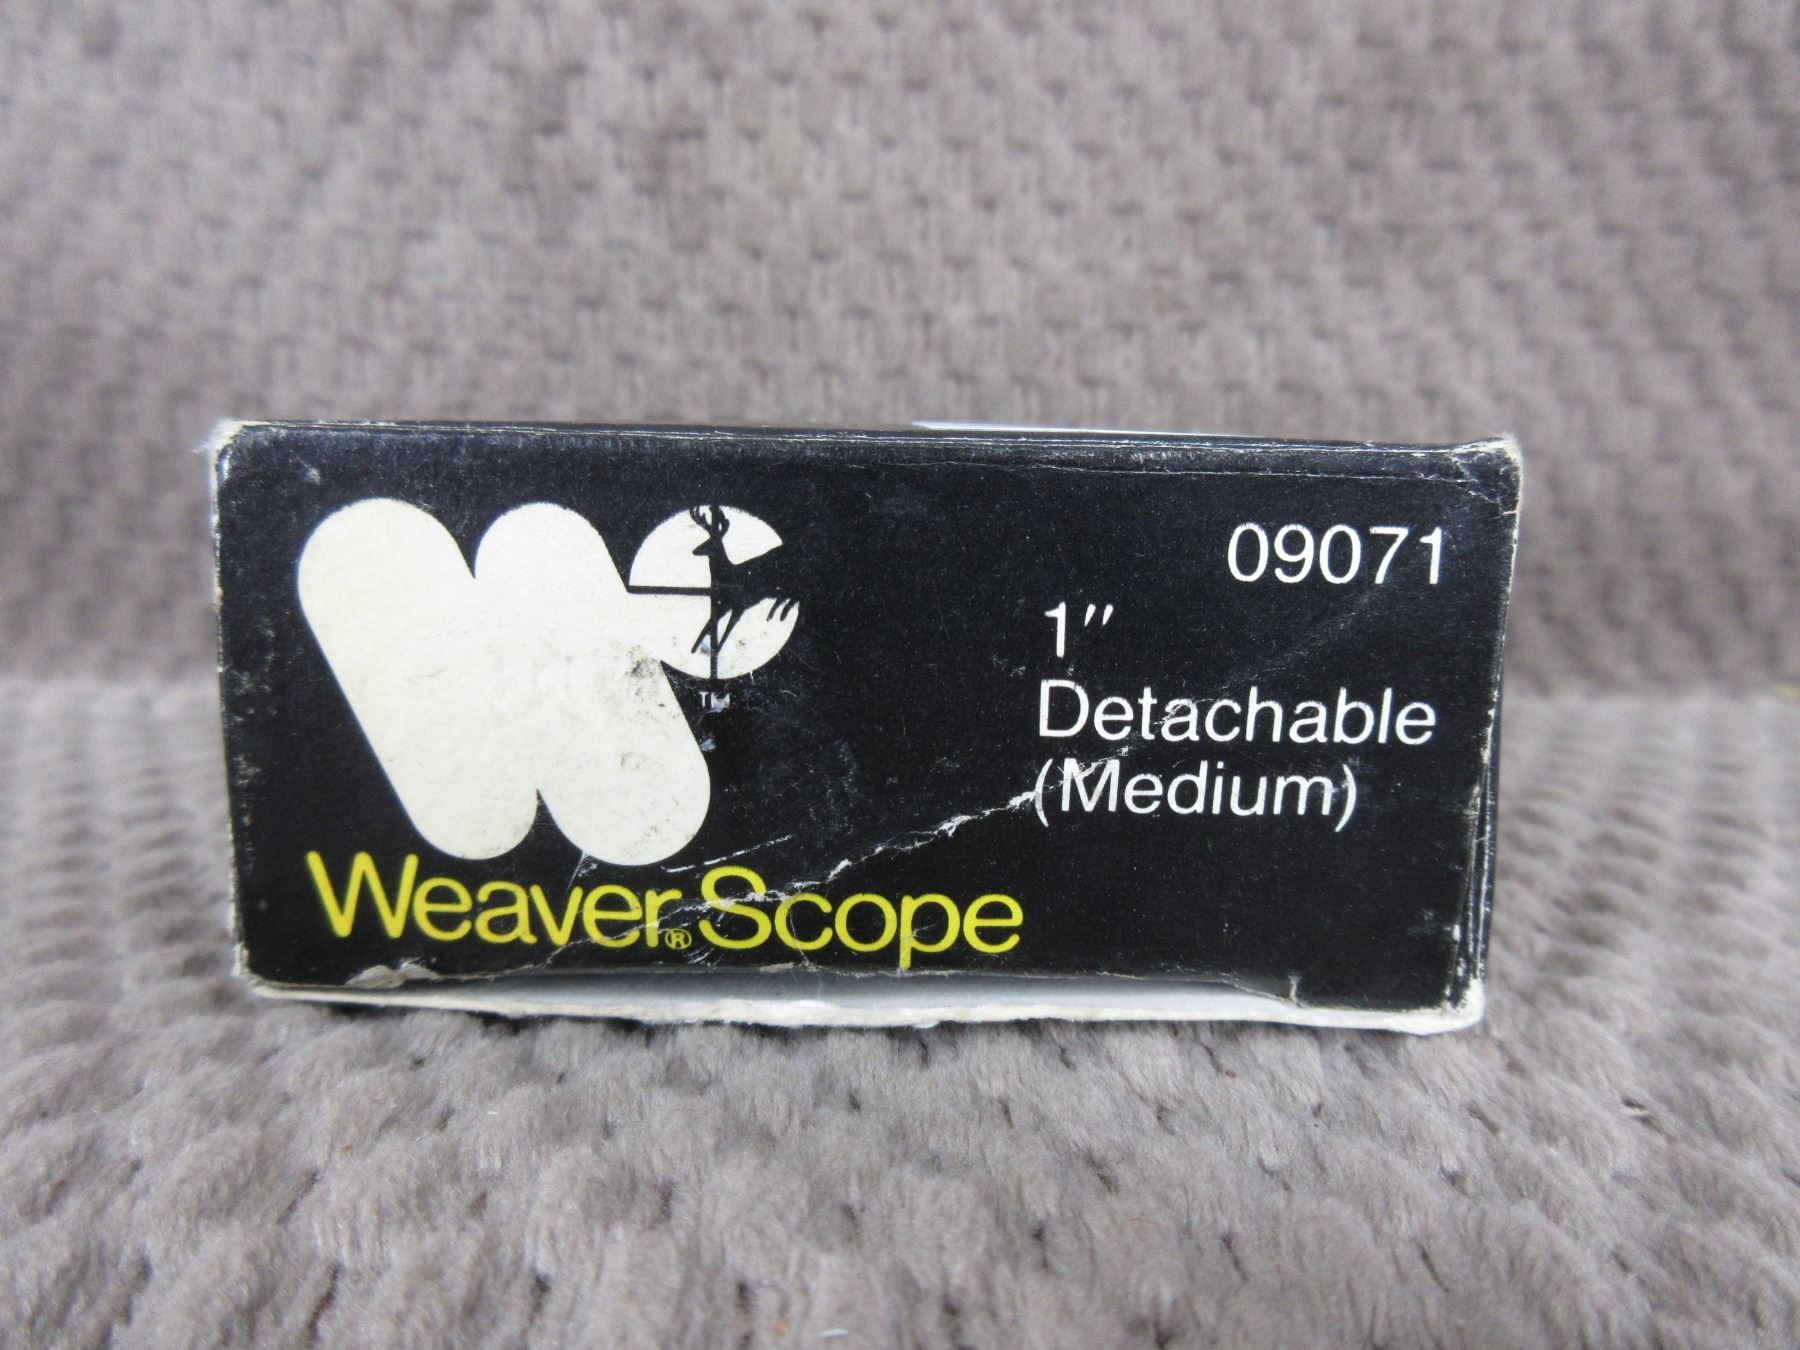 09071
1"
Detachable
(Medium)
TM
Weaver® Scope